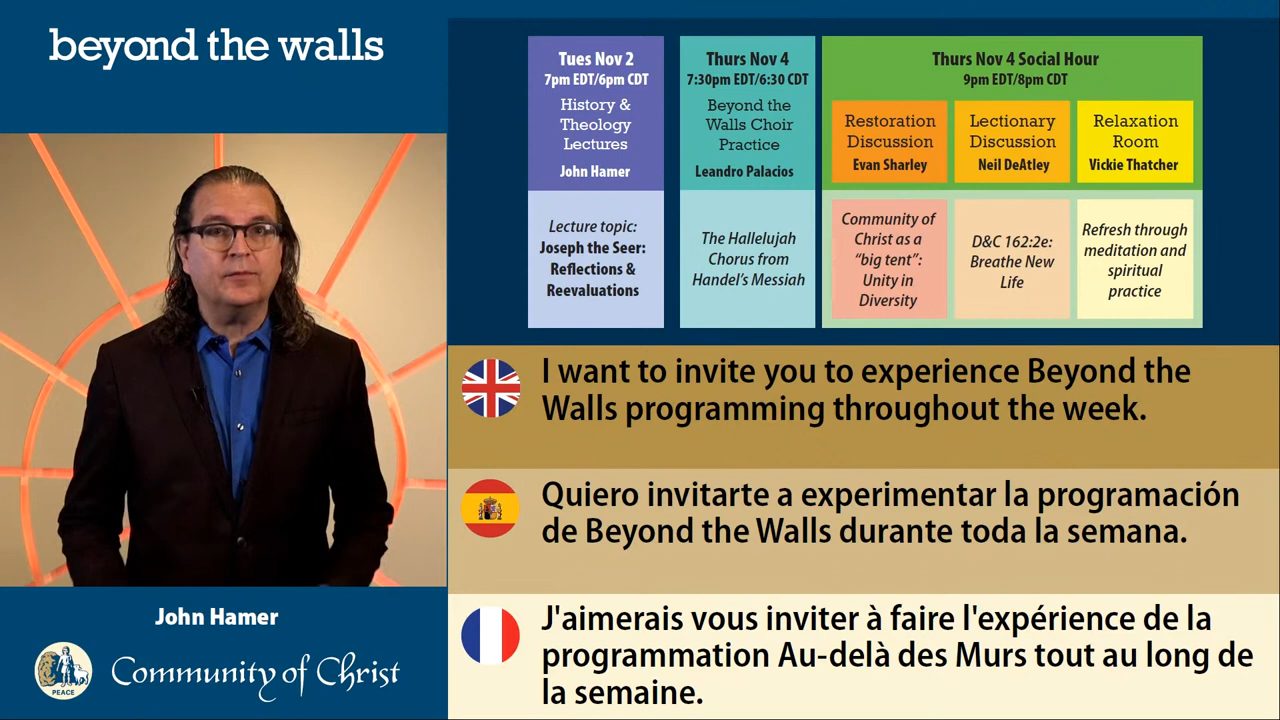 beyond the walls
Tues Nov 2
7pm EDT/6pm CDT
History &
Theology
Lectures
John Hamer
Lecture topic:
Joseph the Seer:
Reflections &
Reevaluations
Thurs Nov 4
7:30pm EDT/6:30 CDT
Beyond the
Walls Choir
Practice
Leandro Palacios
The Hallelujah
Chorus from
Handel's Messiah
Thurs Nov 4 Social Hour
9pm EDT/8pm CDT
Restoration
Discussion
Evan Sharley
Community of
Christ as a
“big tent”:
Unity in
Diversity
Lectionary
Discussion
Neil DeAtley
D&C 162:2e:
Breathe New
Life
Relaxation
Room
Vickie Thatcher
Refresh through
meditation and
spiritual
practice
I want to invite you to experience Beyond the
Walls programming throughout the week.
Quiero invitarte a experimentar la programación
de Beyond the Walls durante toda la semana.
J'aimerais vous inviter à faire l'expérience de la
programmation Au-delà des Murs tout au long de
la semaine.
John Hamer
PEACE
Community of Christ